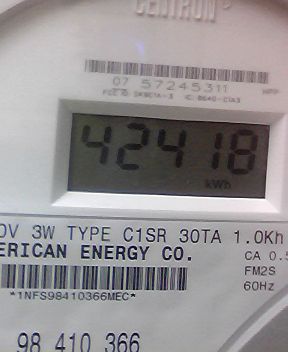 CENTRON®
07 57245311
42418
kWh
0V 3W TYPE C1SR 30TA 1.0Kh
ERICAN ENERGY CO.
CA 0.5
FM2S
60Hz
*1NFS98410366MEC*
98 410 366